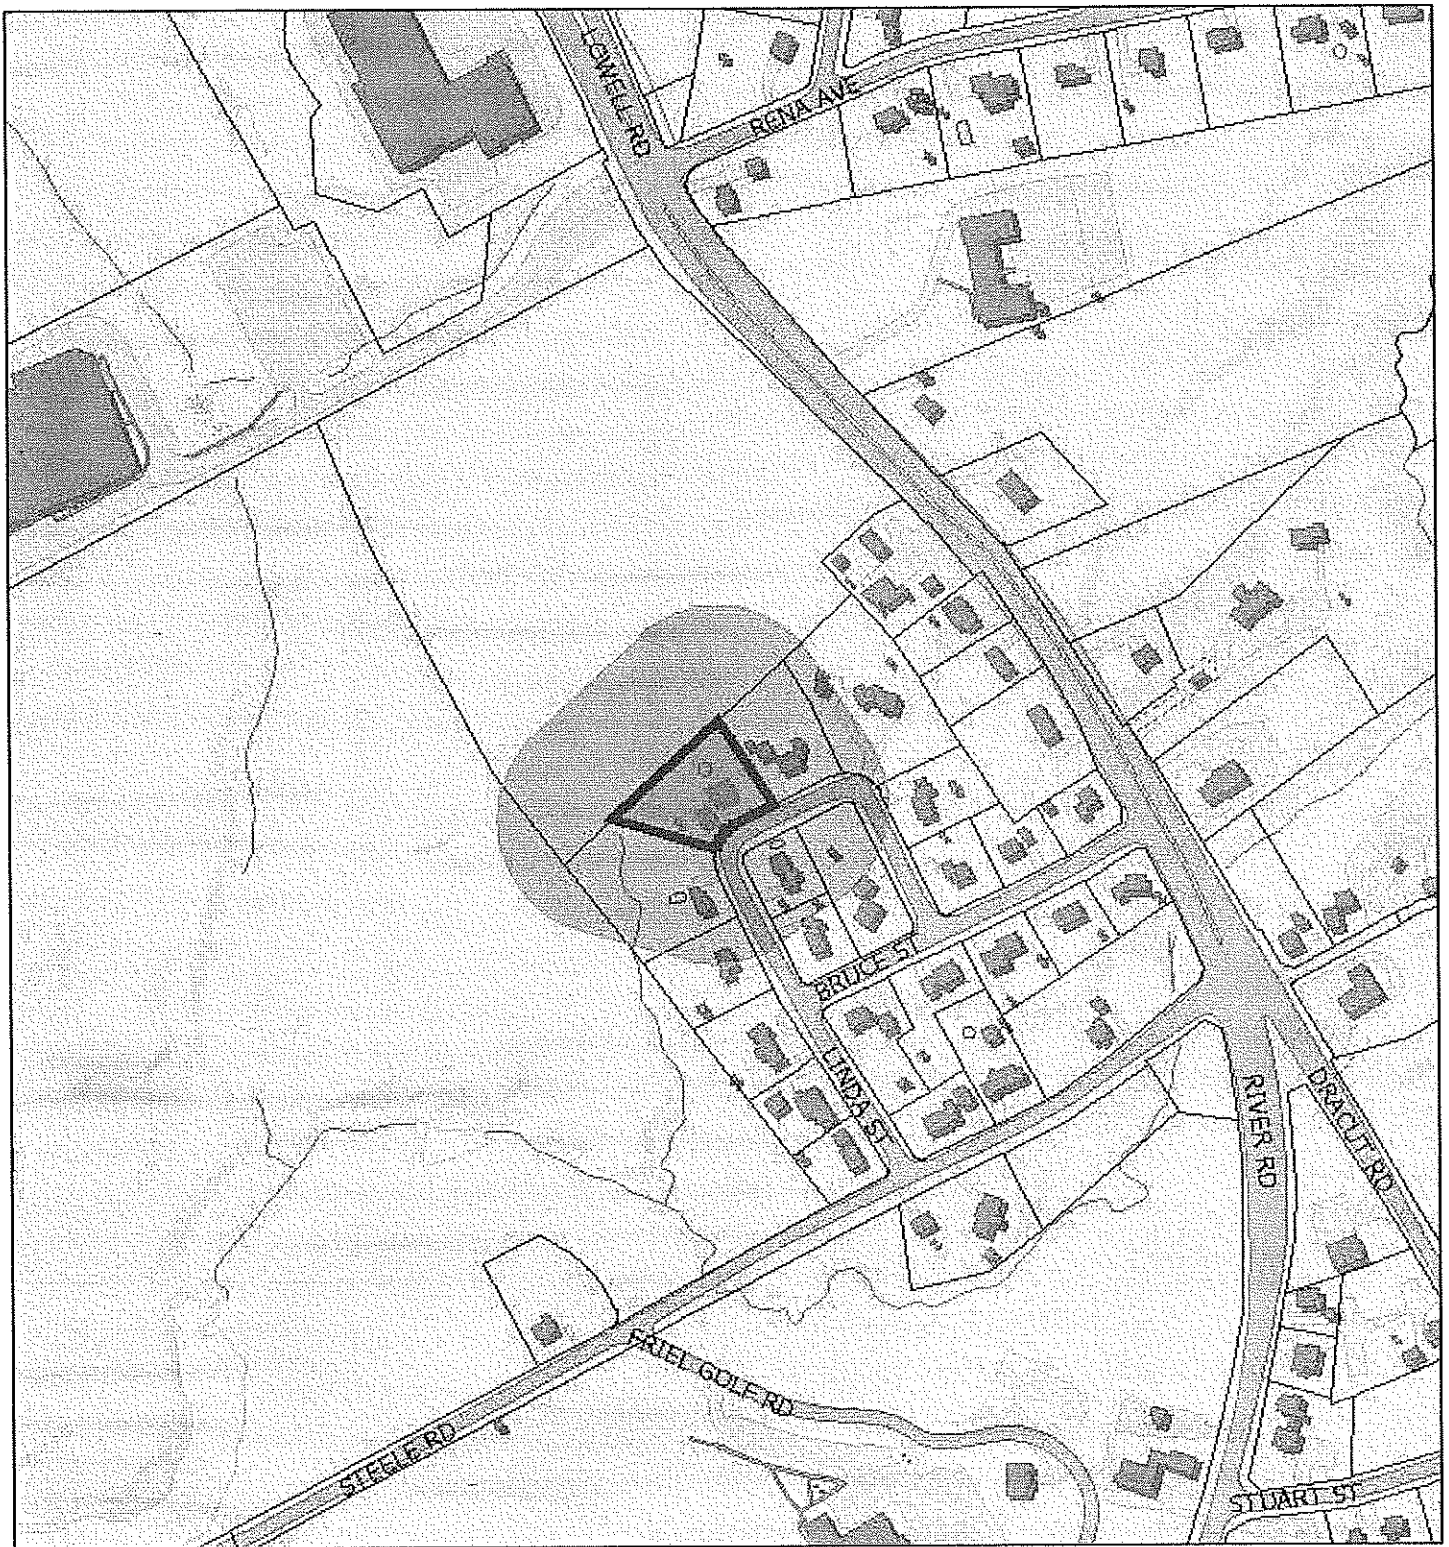 LOWELL RD
RENA AVE
BRUCE ST
LINDA ST
RIVER RD
DRACUT RD
FRIEL GOLF RD
STEELE RD
STUART ST